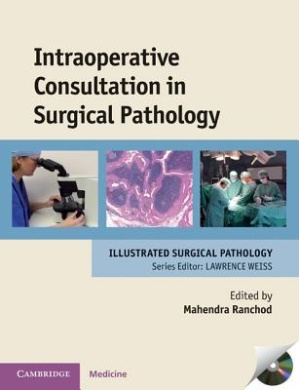 Intraoperative
Consultation in
Surgical Pathology
ILLUSTRATED SURGICAL PATHOLOGY
Series Editor: LAWRENCE WEISS
Edited by
Mahendra Ranchod
CAMBRIDGE Medicine